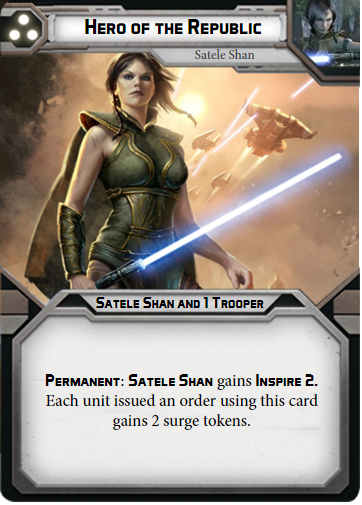 Hero of the Republic
Satele Shan
Satele Shan and 1 Trooper
Permanent: Satele Shan gains Inspire 2.
Each unit issued an order using this card
gains 2 surge tokens.